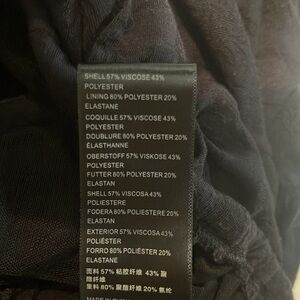 SHELL 57% VISCOSE 43%
POLYESTER
LINING 80% POLYESTER 20%
ELASTANE
COQUILLE 57% VISCOSE 43%
POLYESTER
DOUBLURE 80% POLYESTER 20%
ÉLASTHANNE
OBERSTOFF 57% VISKOSE 43%
POLYESTER
FUTTER 80% POLYESTER 20%
ELASTAN
SHELL 57% VISCOSA 43%
POLIESTERE
FODERA 80% POLIESTERE 20%
ELASTAN
EXTERIOR 57% VISCOSA 43%
POLIÉSTER
FORRO 80% POLIÉSTER 20%
ELASTANE
面料 57% 粘胶纤维 43% 聚
酯纤维
里料 80% 聚酯纤维 20% 氨纶
MADE IN